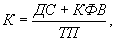 К = (ДС + КФВ) / ТП ,